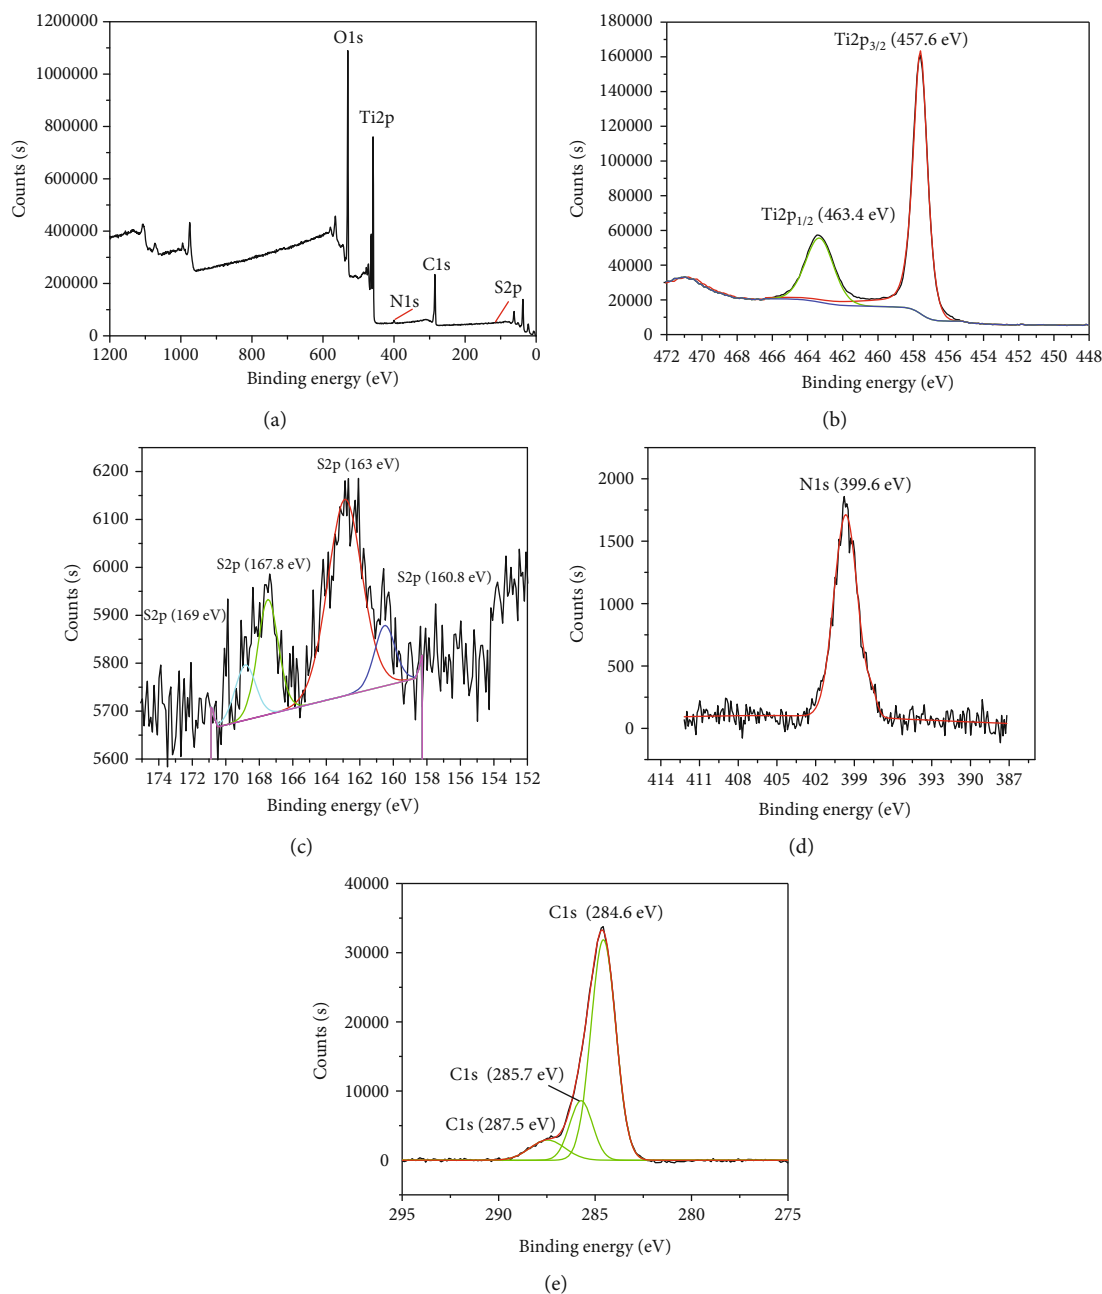 1200000
1000000
800000
600000
400000
200000
0
Counts (s)
O1s
Ti2p
N1s
C1s
S2p
1200 1000 800 600 400 200 0
Binding energy (eV)
(a)
180000
160000
140000
120000
100000
80000
60000
40000
20000
0
Counts (s)
Ti2p3/2 (457.6 eV)
Ti2p1/2 (463.4 eV)
472 470 468 466 464 462 460 458 456 454 452 450 448
Binding energy (eV)
(b)
6200
6100
6000
5900
5800
5700
5600
Counts (s)
S2p (163 eV)
S2p (167.8 eV)
S2p (160.8 eV)
S2p (169 eV)
174 172 170 168 166 164 162 160 158 156 154 152
Binding energy (eV)
(c)
2000
1500
1000
500
0
Counts (s)
N1s (399.6 eV)
414 411 408 405 402 399 396 393 390 387
Binding energy (eV)
(d)
40000
30000
20000
10000
0
Counts (s)
C1s (284.6 eV)
C1s (285.7 eV)
C1s (287.5 eV)
295 290 285 280 275
Binding energy (eV)
(e)